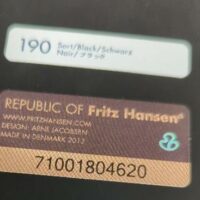 190 Sort/Black/Schwarz
Noir/ブラック
REPUBLIC OF Fritz Hansen®
WWW.FRITZHANSEN.COM
DESIGN: ARNE JACOBSEN
MADE IN DENMARK 2012
71001804620